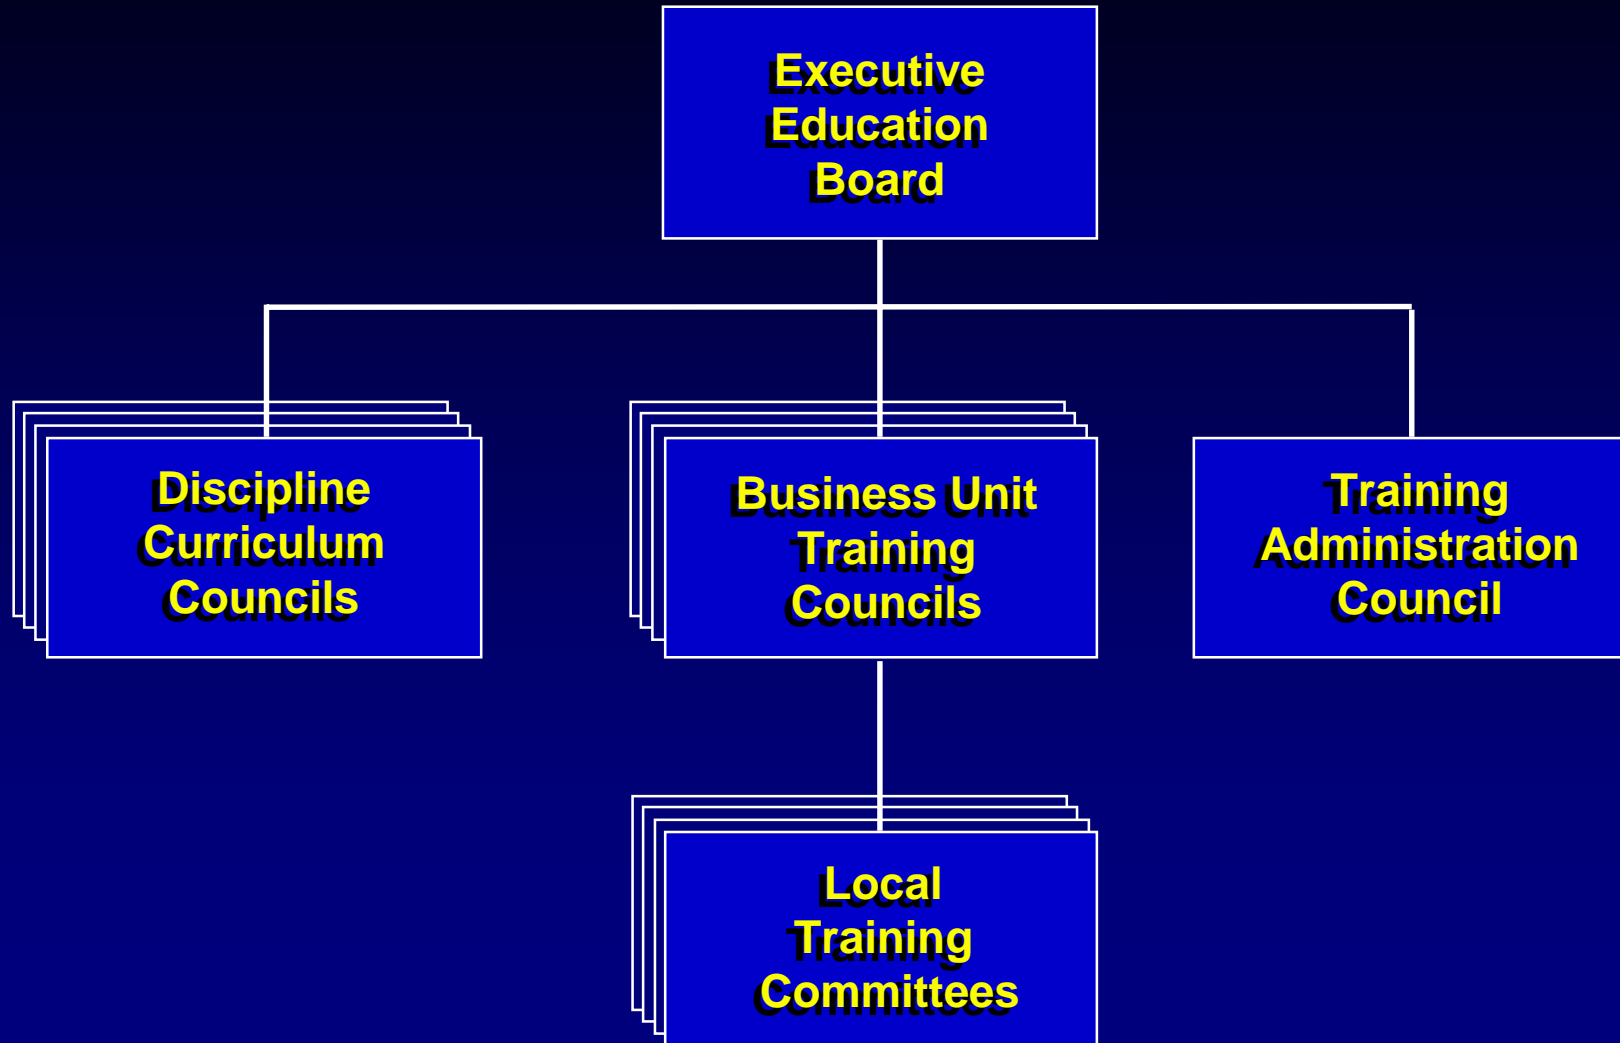 Executive
Education
Board
Discipline
Curriculum
Councils
Business Unit
Training
Councils
Training
Administration
Council
Local
Training
Committees